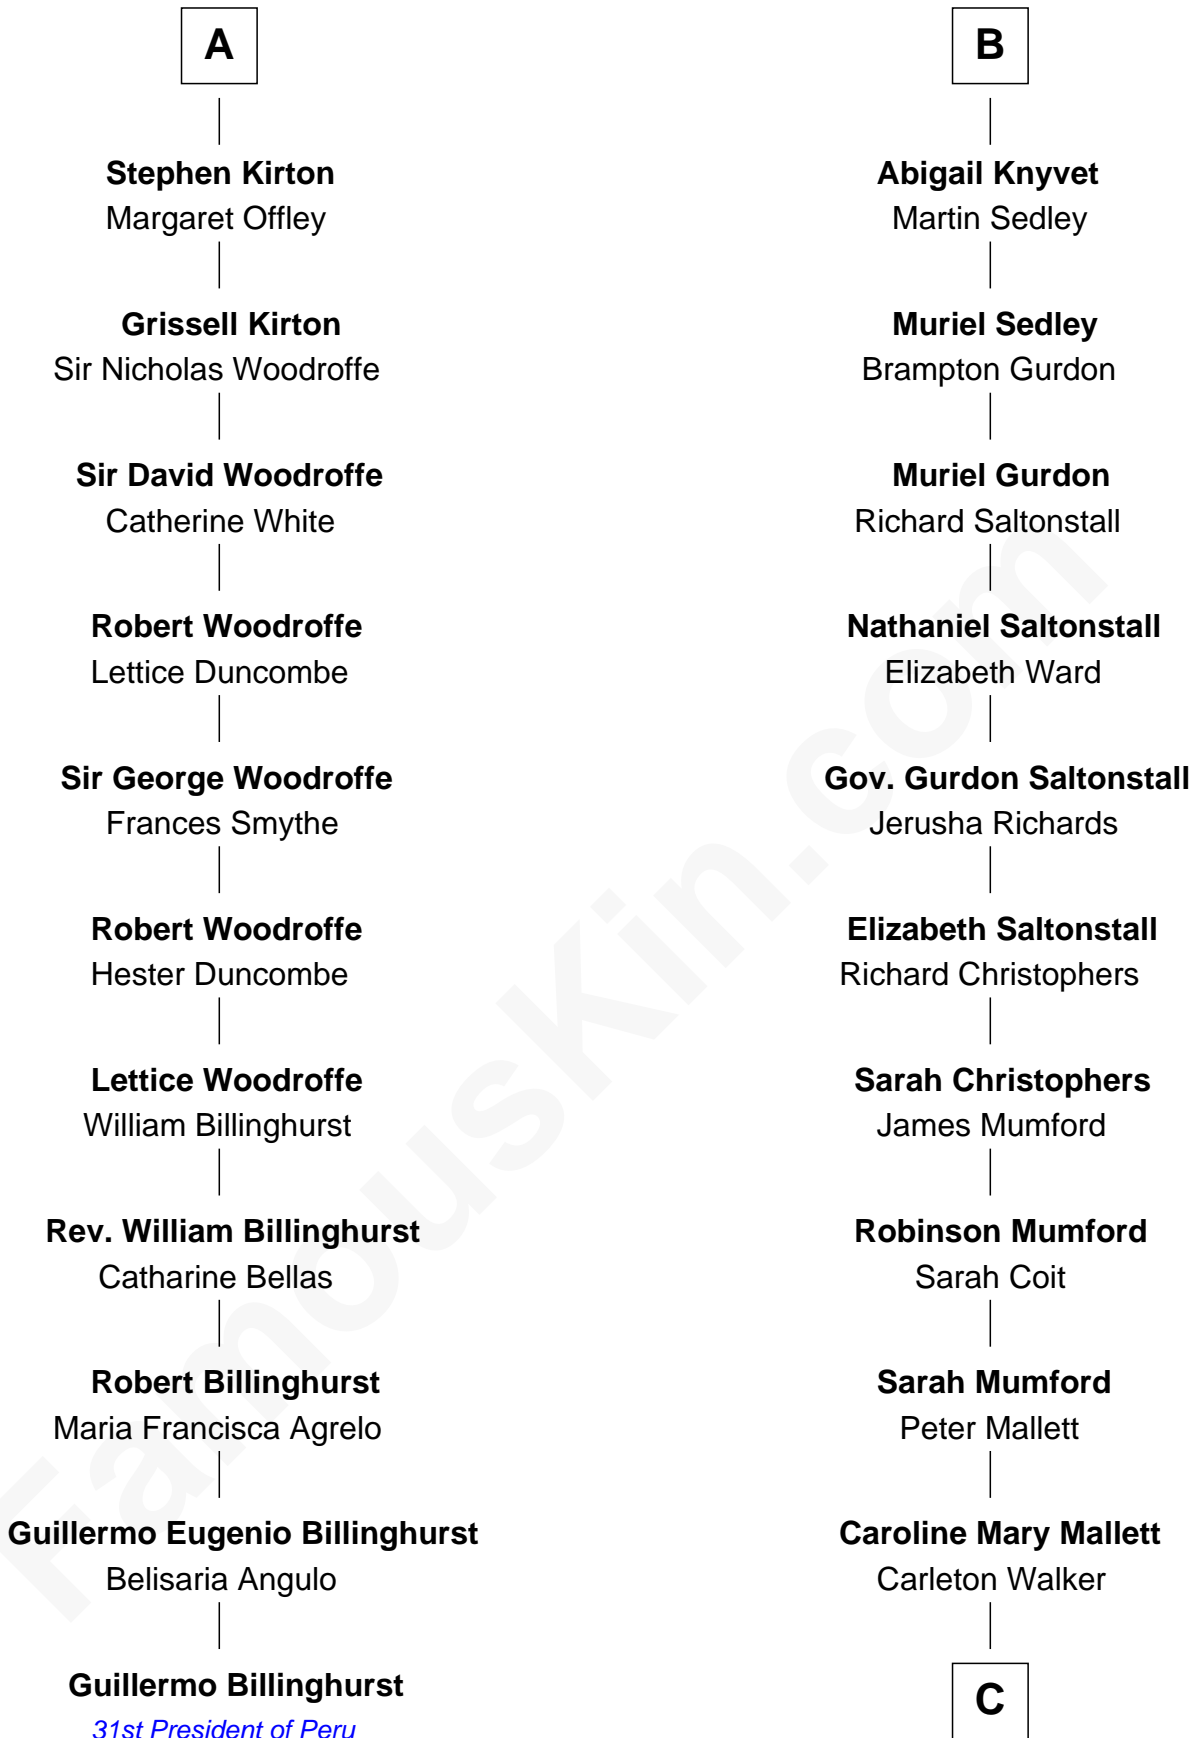 A
Stephen Kirton
Margaret Offley
Grissell Kirton
Sir Nicholas Woodroffe
Sir David Woodroffe
Catherine White
Robert Woodroffe
Lettice Duncombe
Sir George Woodroffe
Frances Smythe
Robert Woodroffe
Hester Duncombe
Lettice Woodroffe
William Billinghurst
Rev. William Billinghurst
Catharine Bellas
Robert Billinghurst
Maria Francisca Agrelo
Guillermo Eugenio Billinghurst
Belisaria Angulo
Guillermo Billinghurst
31st President of Peru
B
Abigail Knyvet
Martin Sedley
Muriel Sedley
Brampton Gurdon
Muriel Gurdon
Richard Saltonstall
Nathaniel Saltonstall
Elizabeth Ward
Gov. Gurdon Saltonstall
Jerusha Richards
Elizabeth Saltonstall
Richard Christophers
Sarah Christophers
James Mumford
Robinson Mumford
Sarah Coit
Sarah Mumford
Peter Mallett
Caroline Mary Mallett
Carleton Walker
C
FamousKin.com